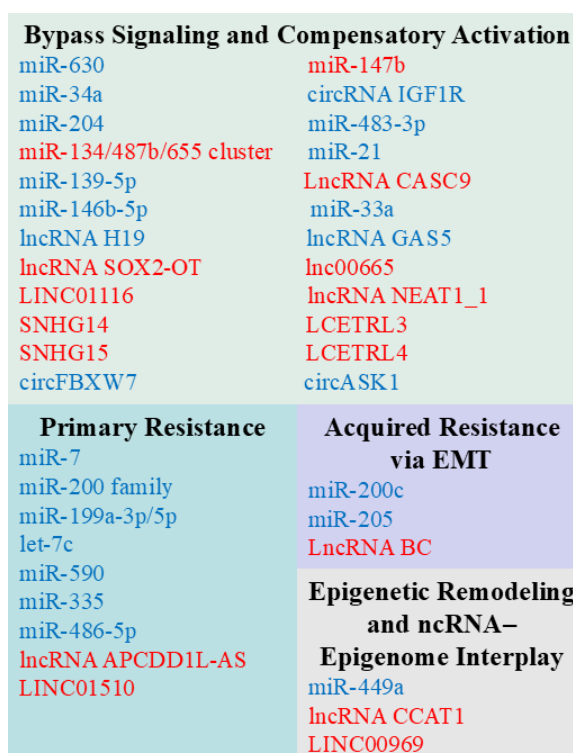 Bypass Signaling and Compensatory Activation
miR-630
miR-34a
miR-204
miR-134/487b/655 cluster
miR-139-5p
miR-146b-5p
lncRNA H19
lncRNA SOX2-OT
LINC01116
SNHG14
SNHG15
circFBXW7
miR-147b
circRNA IGF1R
miR-483-3p
miR-21
LncRNA CASC9
miR-33a
lncRNA GAS5
lnc00665
lncRNA NEAT1_1
LCETRL3
LCETRL4
circASK1
Primary Resistance
miR-7
miR-200 family
miR-199a-3p/5p
let-7c
miR-590
miR-335
miR-486-5p
lncRNA APCDD1L-AS
LINC01510
Acquired Resistance
via EMT
miR-200c
miR-205
LncRNA BC
Epigenetic Remodeling
and ncRNA–
Epigenome Interplay
miR-449a
lncRNA CCAT1
LINC00969